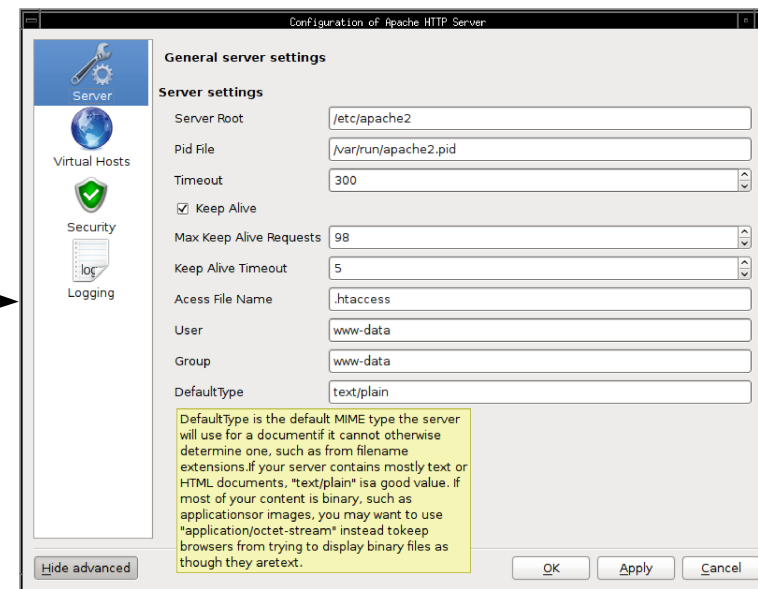 Configuration of Apache HTTP Server
Server
Virtual Hosts
Security
log
Logging
General server settings
Server settings
Server Root /etc/apache2
Pid File /var/run/apache2.pid
Timeout 300
Keep Alive
Max Keep Alive Requests 98
Keep Alive Timeout 5
Acess File Name .htaccess
User www-data
Group www-data
DefaultType text/plain
DefaultType is the default MIME type the server
will use for a documentif it cannot otherwise
determine one, such as from filename
extensions.If your server contains mostly text or
HTML documents, "text/plain" isa good value. If
most of your content is binary, such as
applicationsor images, you may want to use
"application/octet-stream" instead tokeep
browsers from trying to display binary files as
though they aretext.
Hide advanced
OK Apply Cancel